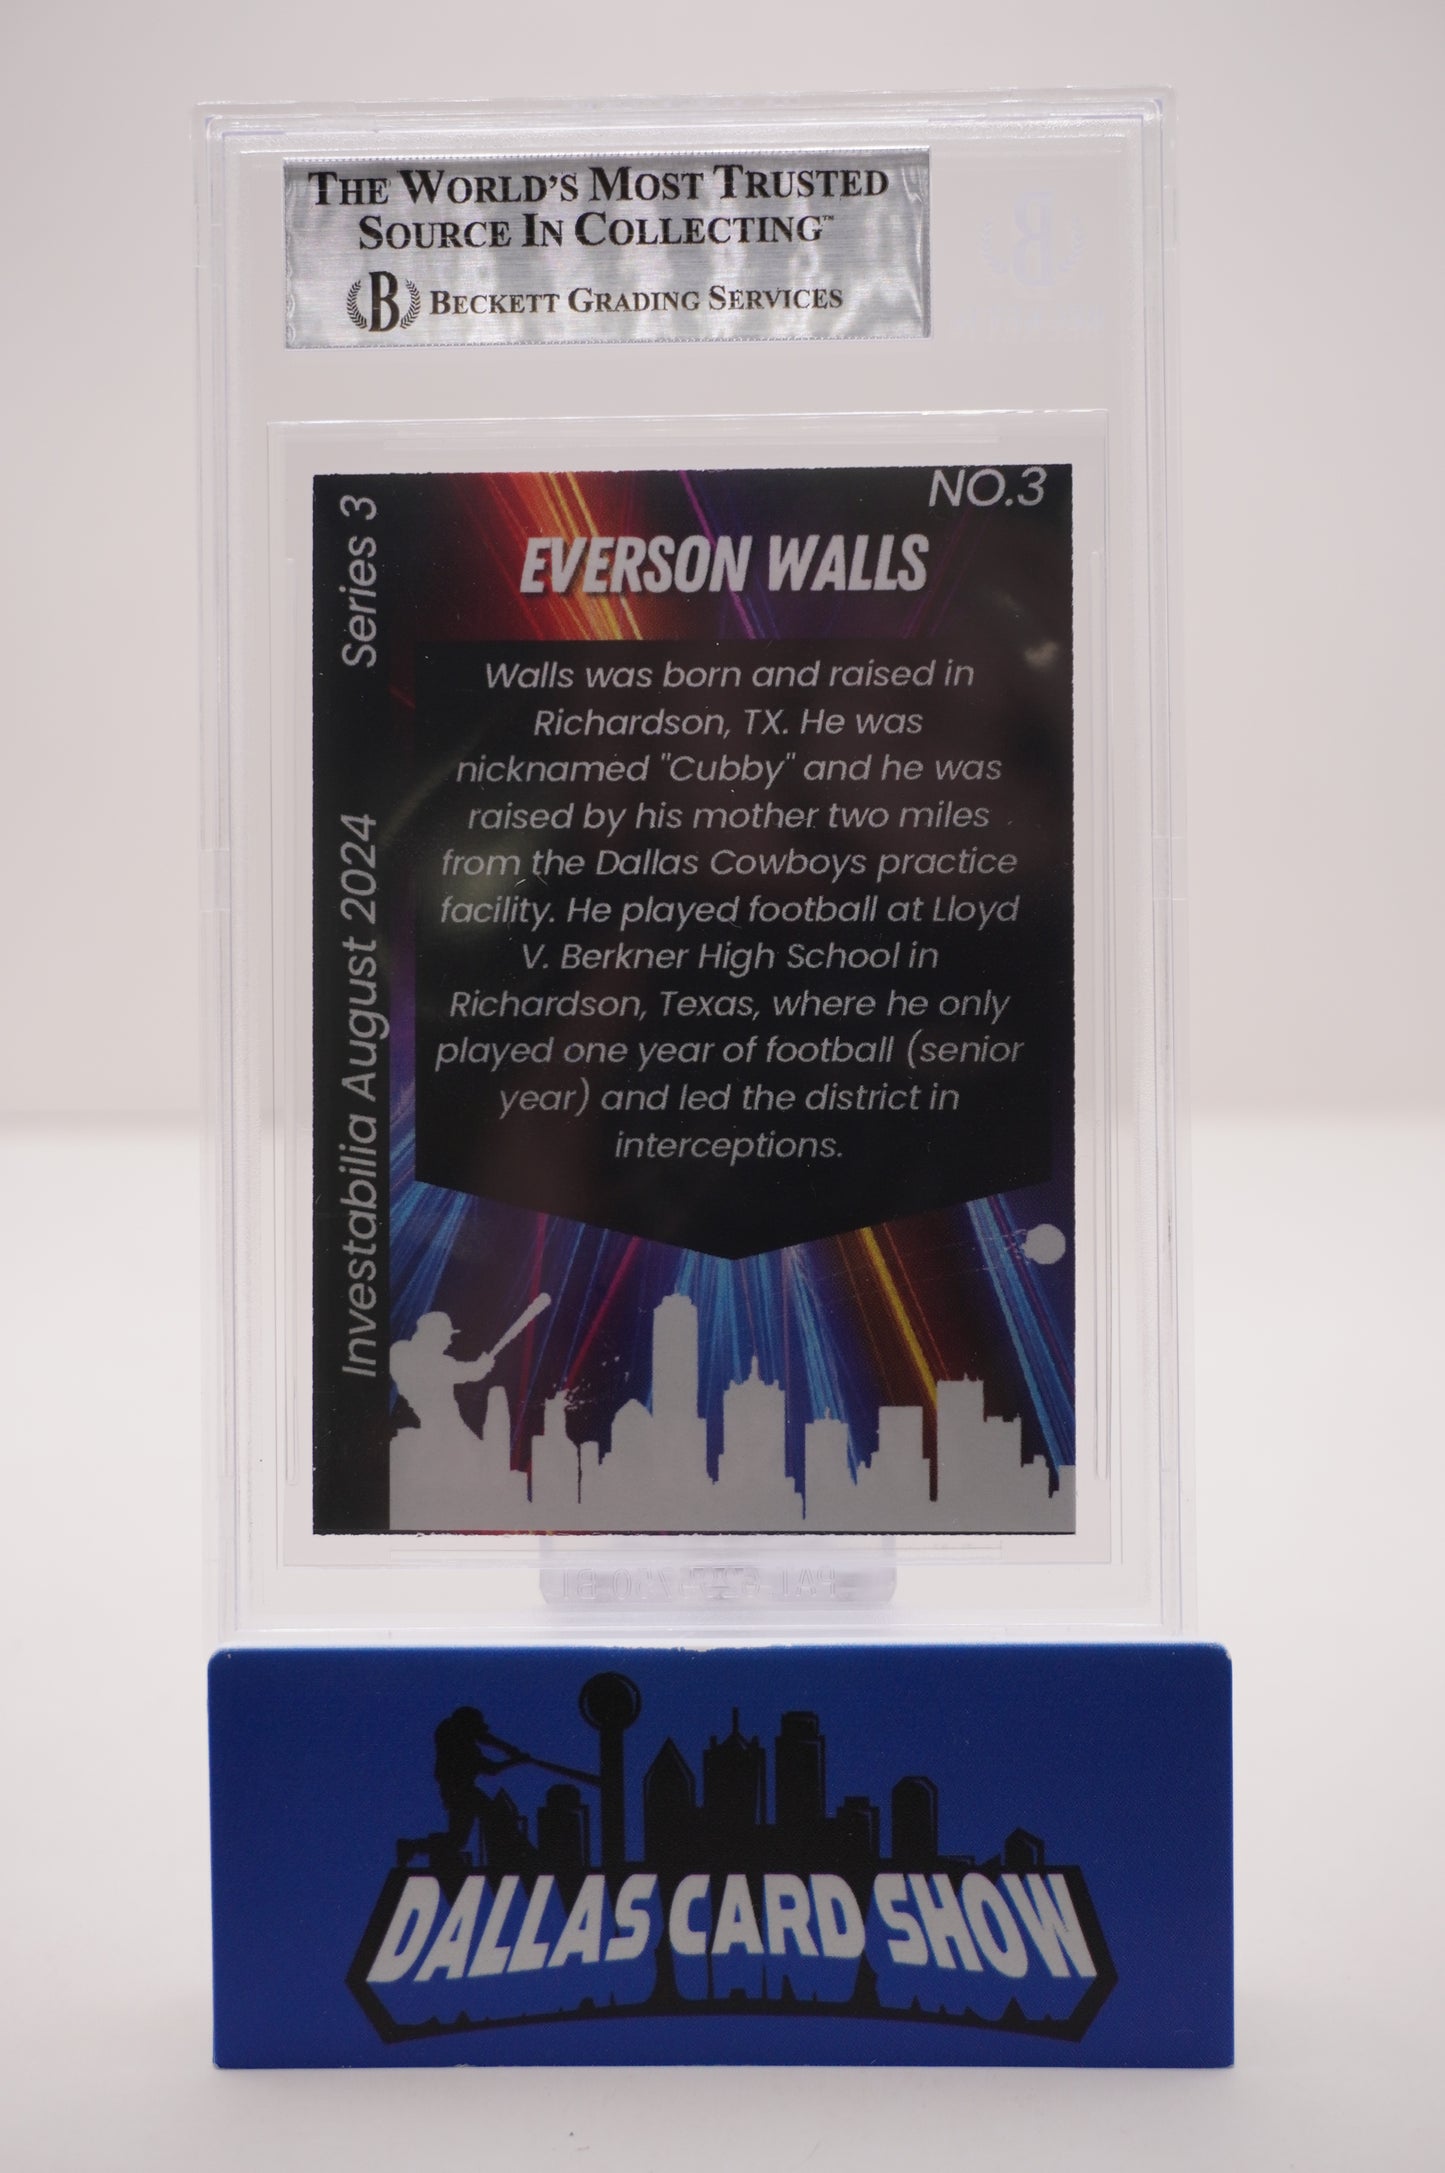 THE WORLD'S MOST TRUSTED
SOURCE IN COLLECTING™
B BECKETT GRADING SERVICES
NO.3
Series 3
Investabilia August 2024
EVERSON WALLS
Walls was born and raised in
Richardson, TX. He was
nicknamed "Cubby" and he was
raised by his mother two miles
from the Dallas Cowboys practice
facility. He played football at Lloyd
V. Berkner High School in
Richardson, Texas, where he only
played one year of football (senior
year) and led the district in
interceptions.
DALLAS CARD SHOW